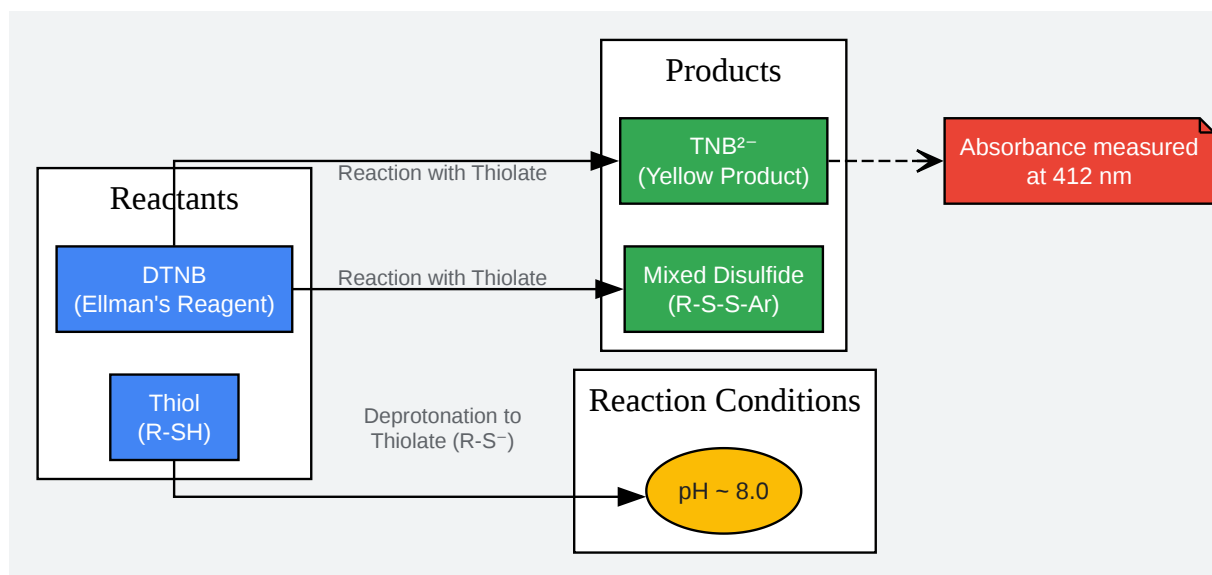 Reactants
DTNB
(Ellman's Reagent)
Thiol
(R-SH)
Reaction with Thiolate
Reaction with Thiolate
Deprotonation to
Thiolate (R-S⁻)
Products
TNB²⁻
(Yellow Product)
Mixed Disulfide
(R-S-S-Ar)
Reaction Conditions
pH ~ 8.0
Absorbance measured
at 412 nm